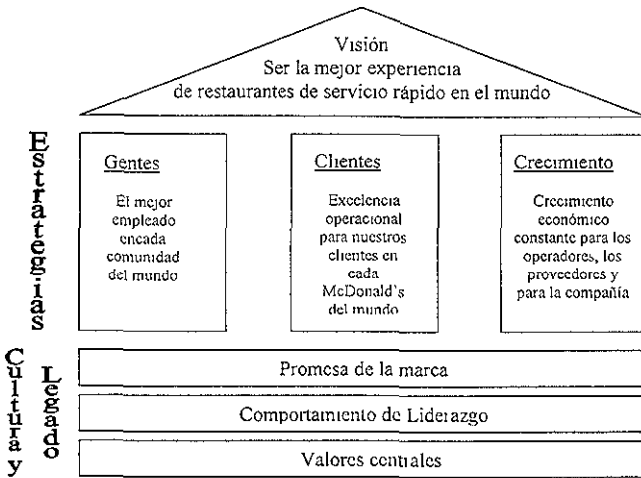 Visión
Ser la mejor experiencia
de restaurantes de servicio rápido en el mundo
Estrategias
Gentes
El mejor
empleado
encada
comunidad
del mundo
Clientes
Excelencia
operacional
para nuestros
clientes en
cada
McDonald's
del mundo
Crecimiento
Crecimiento
económico
constante para los
operadores, los
proveedores y
para la compañía
Cultura y
Legado
Promesa de la marca
Comportamiento de Liderazgo
Valores centrales